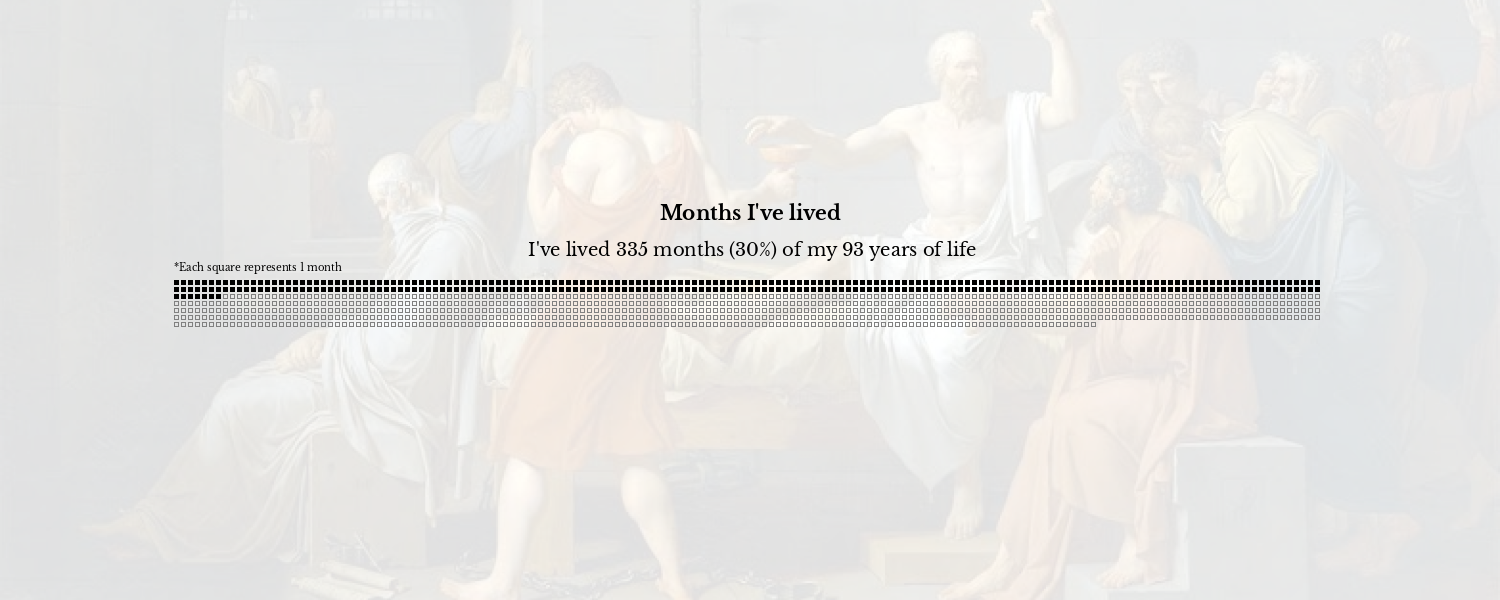 Months I've lived
I've lived 335 months (30%) of my 93 years of life
*Each square represents 1 month